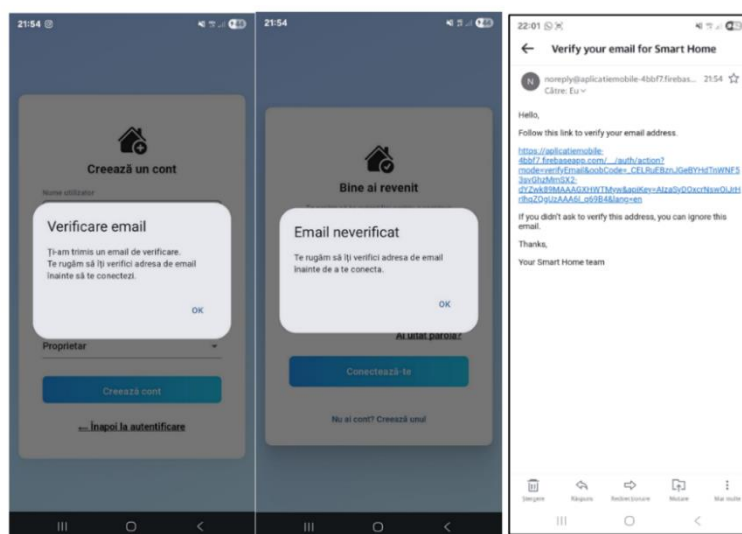 21:54
Creează un cont
Nume utilizator
Verificare email
Ți-am trimis un email de verificare.
Te rugăm să îți verifici adresa de email
înainte să te conectezi.
OK
Proprietar
Creează cont
Înapoi la autentificare
21:54
Bine ai revenit
Email neverificat
Te rugăm să îți verifici adresa de email
înainte de a te conecta.
OK
Ai uitat parola?
Conectează-te
Nu ai cont? Creează unul
22:01
Verify your email for Smart Home
N
noreply@aplicatiemobile-4bbf7.firebas... 21:54
Către: Eu
Hello,
Follow this link to verify your email address.
https://aplicatiemobile-
4bbf7.firebaseapp.com/__/auth/action?
If you didn't ask to verify this address, you can ignore this
email.
Thanks,
Your Smart Home team
Ștergere Răspuns Redirecționare Mutare Mai multe